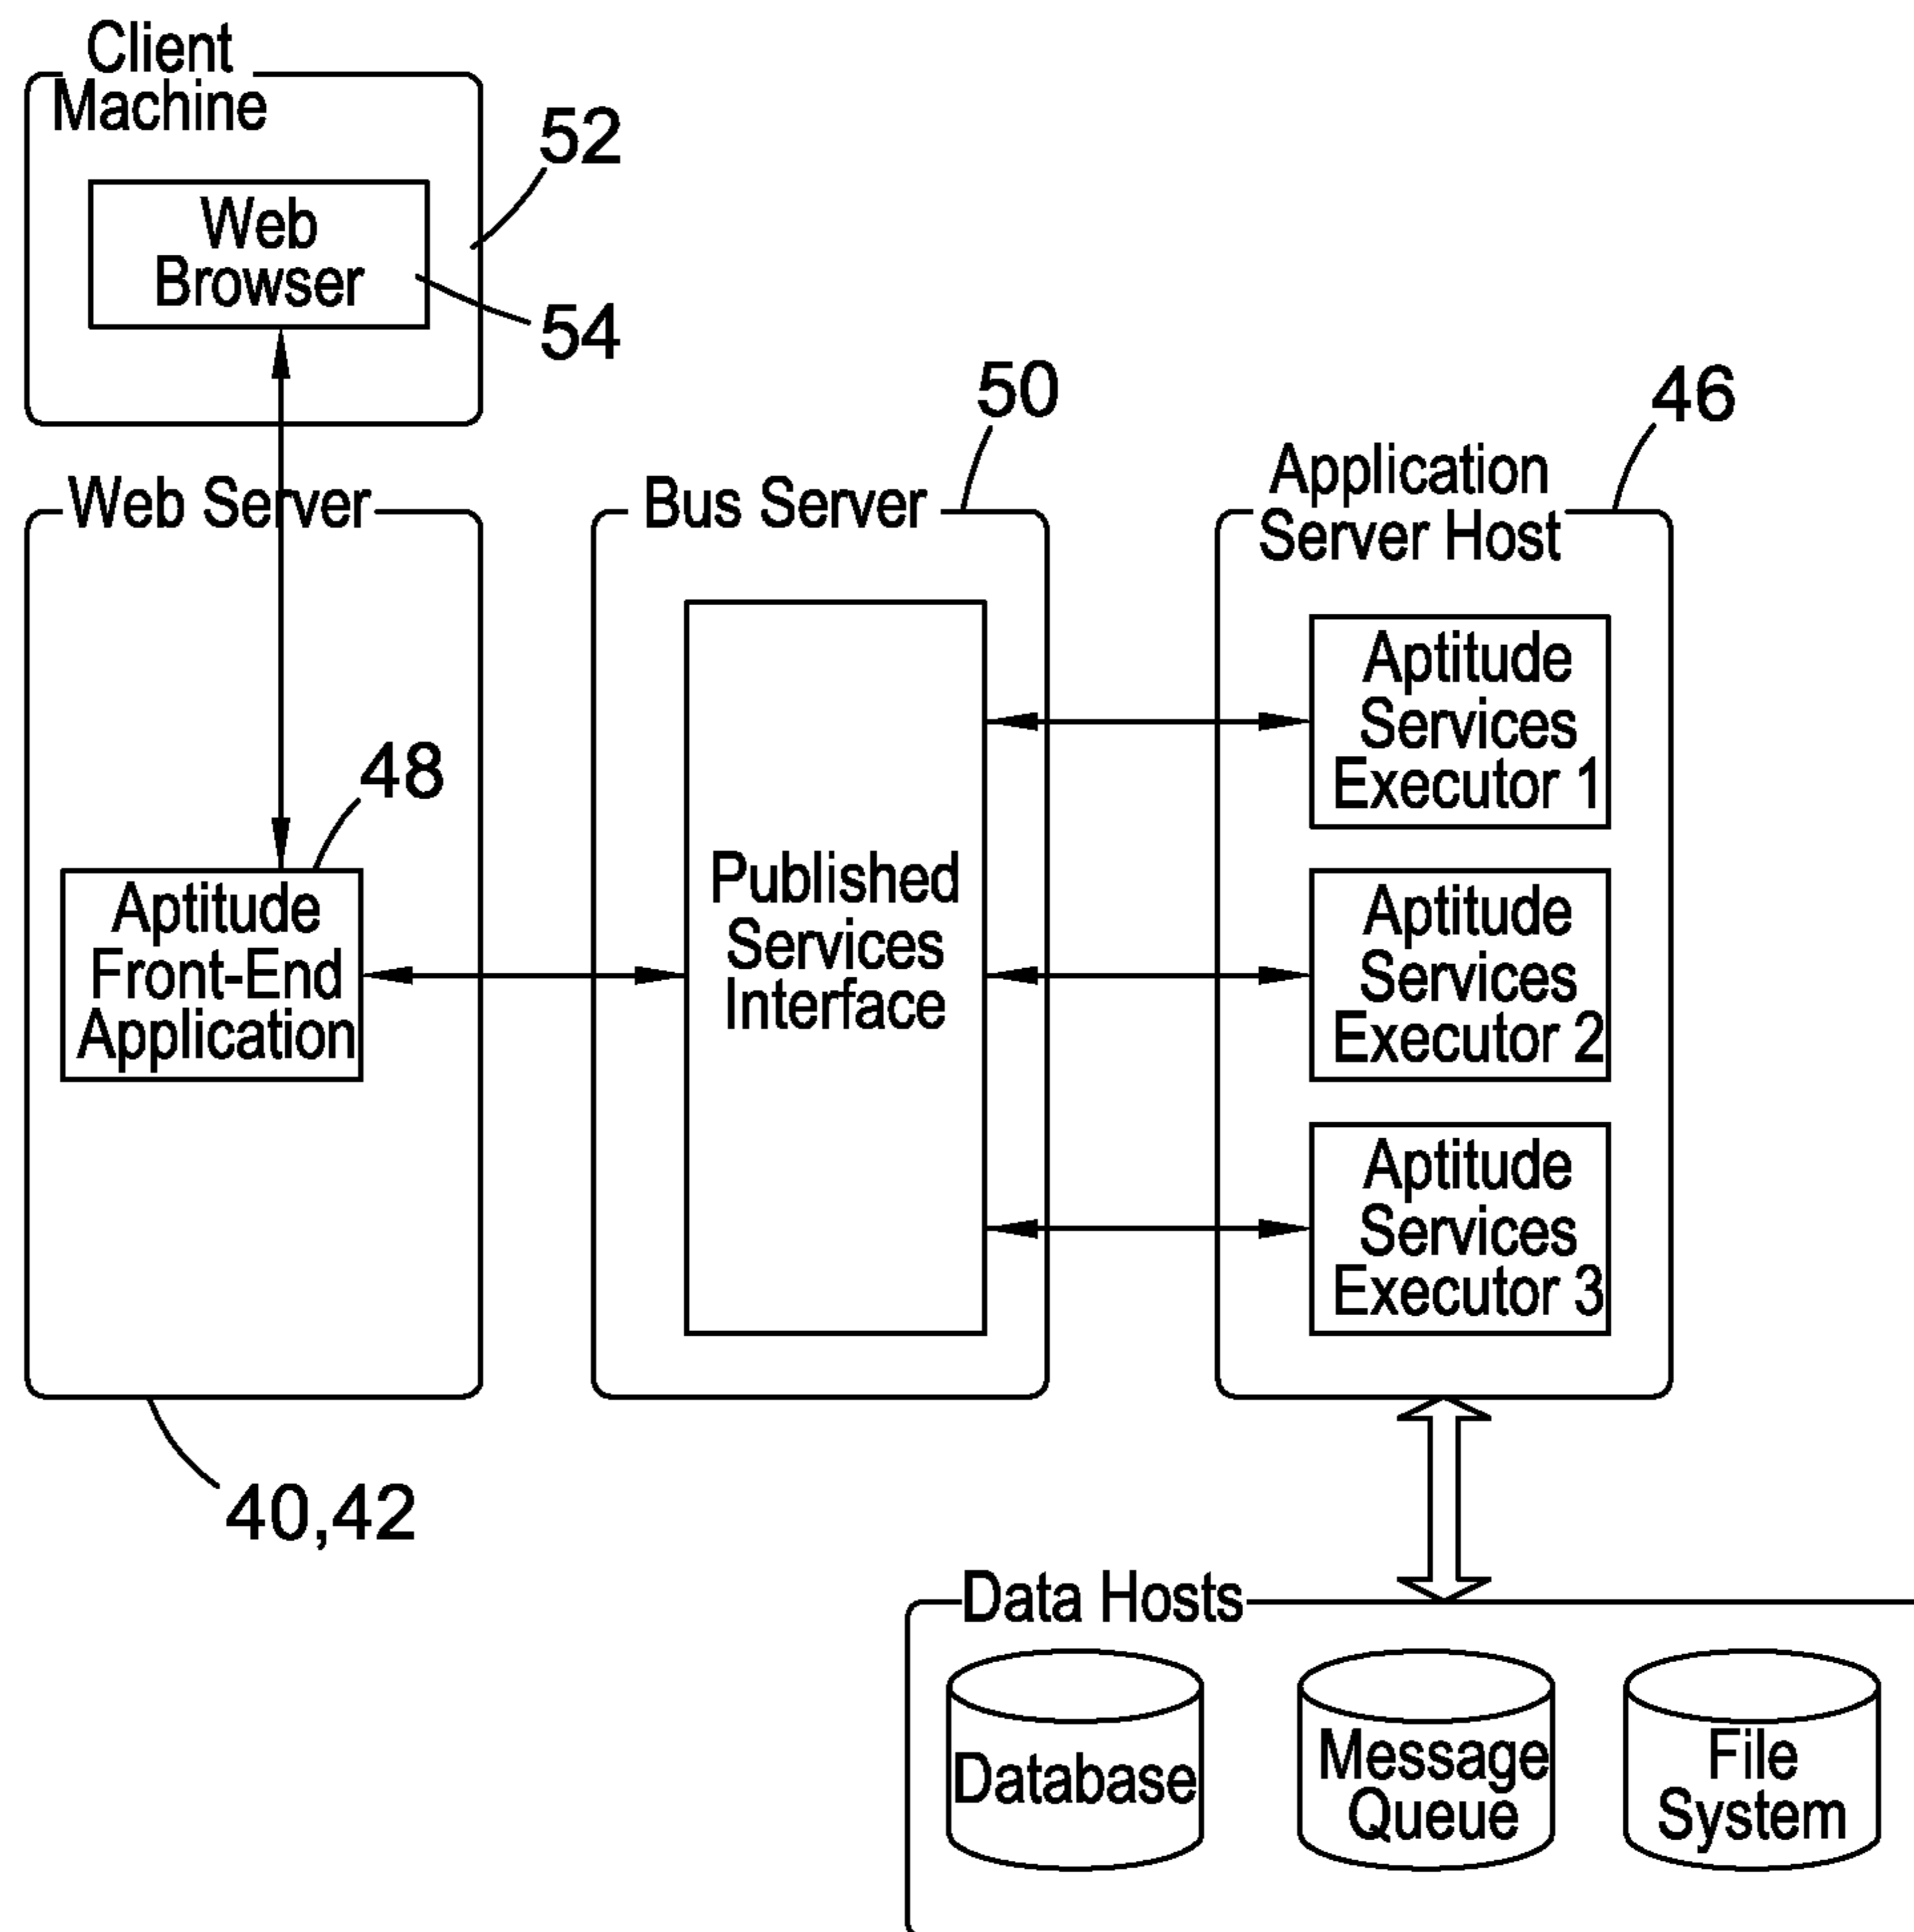 Client
Machine
52
Web
Browser
54
50
46
Web Server
Bus Server
Application
Server Host
48
Aptitude
Front-End
Application
Published
Services
Interface
Aptitude
Services
Executor 1
Aptitude
Services
Executor 2
Aptitude
Services
Executor 3
40,42
Data Hosts
Database
Message
Queue
File
System